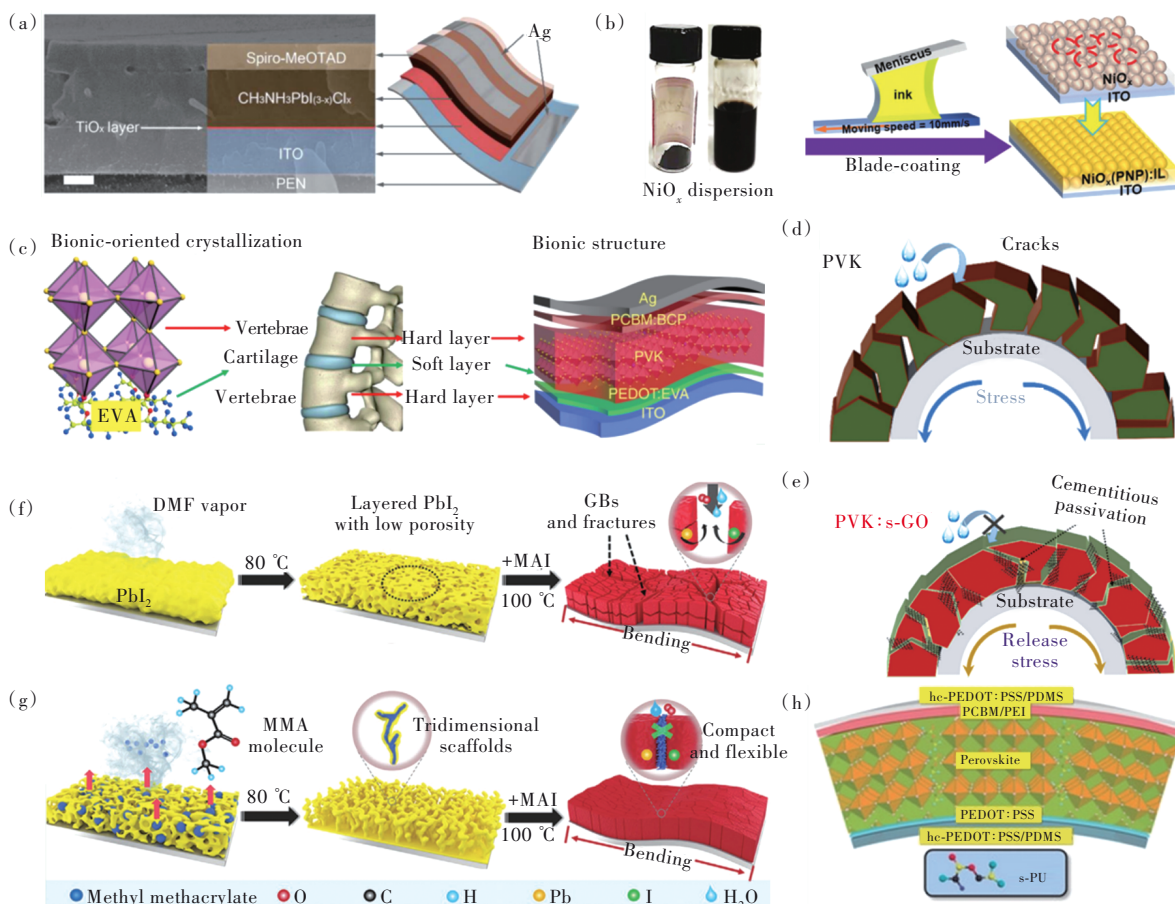 (a)
Spiro-MeOTAD
CH3NH3PbI(3-x)Clx
TiOx layer
ITO
PEN
Ag
(b)
NiOx dispersion
Meniscus
ink
Moving speed = 10mm/s
Blade-coating
NiOx
ITO
NiOx(PNP):IL
ITO
(c)
Bionic-oriented crystallization
EVA
Vertebrae
Cartilage
Vertebrae
Hard layer
Soft layer
Hard layer
Bionic structure
Ag
PCBM:BCP
PVK
PEDOT:EVA
ITO
(d)
PVK
Cracks
Substrate
Stress
(e)
PVK:s-GO
Cementitious
passivation
Substrate
Release
stress
(f)
DMF vapor
PbI2
80 ℃
Layered PbI2
with low porosity
+MAI
100 ℃
GBs
and fractures
Bending
(g)
MMA
molecule
CH3
80 ℃
Tridimensional
scaffolds
+MAI
100 ℃
Compact
and flexible
Bending
Methyl methacrylate
O
C
H
Pb
I
H2O
(h)
hc-PEDOT:PSS/PDMS
PCBM/PEI
Perovskite
PEDOT:PSS
hc-PEDOT:PSS/PDMS
s-PU